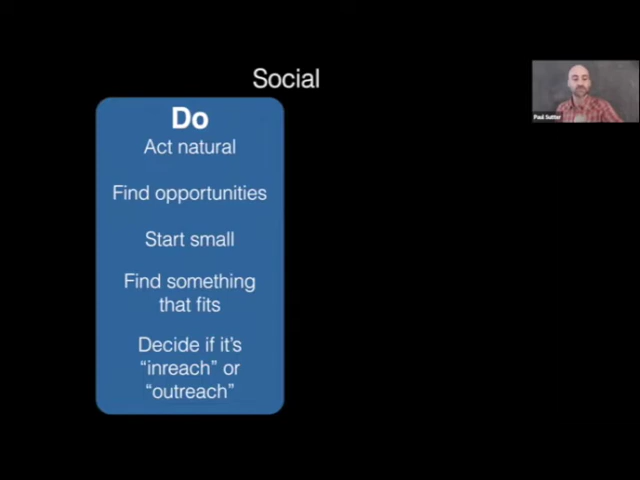 Social
Do
Act natural
Find opportunities
Start small
Find something
that fits
Decide if it's
“inreach” or
“outreach”
Paul Sutter